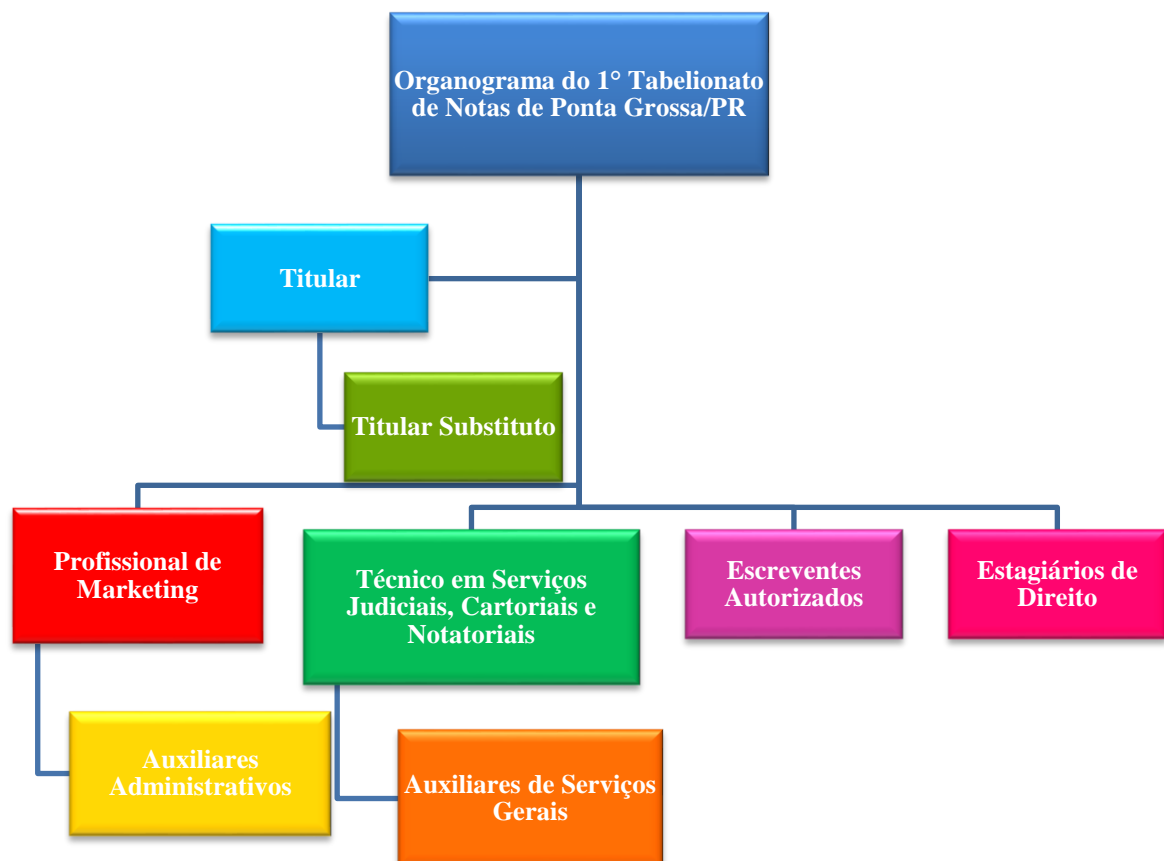 Organograma do 1° Tabelionato
de Notas de Ponta Grossa/PR
Titular
Titular Substituto
Profissional de
Marketing
Técnico em Serviços
Judiciais, Cartoriais e
Notatoriais
Escreventes
Autorizados
Estagiários de
Direito
Auxiliares
Administrativos
Auxiliares de Serviços
Gerais